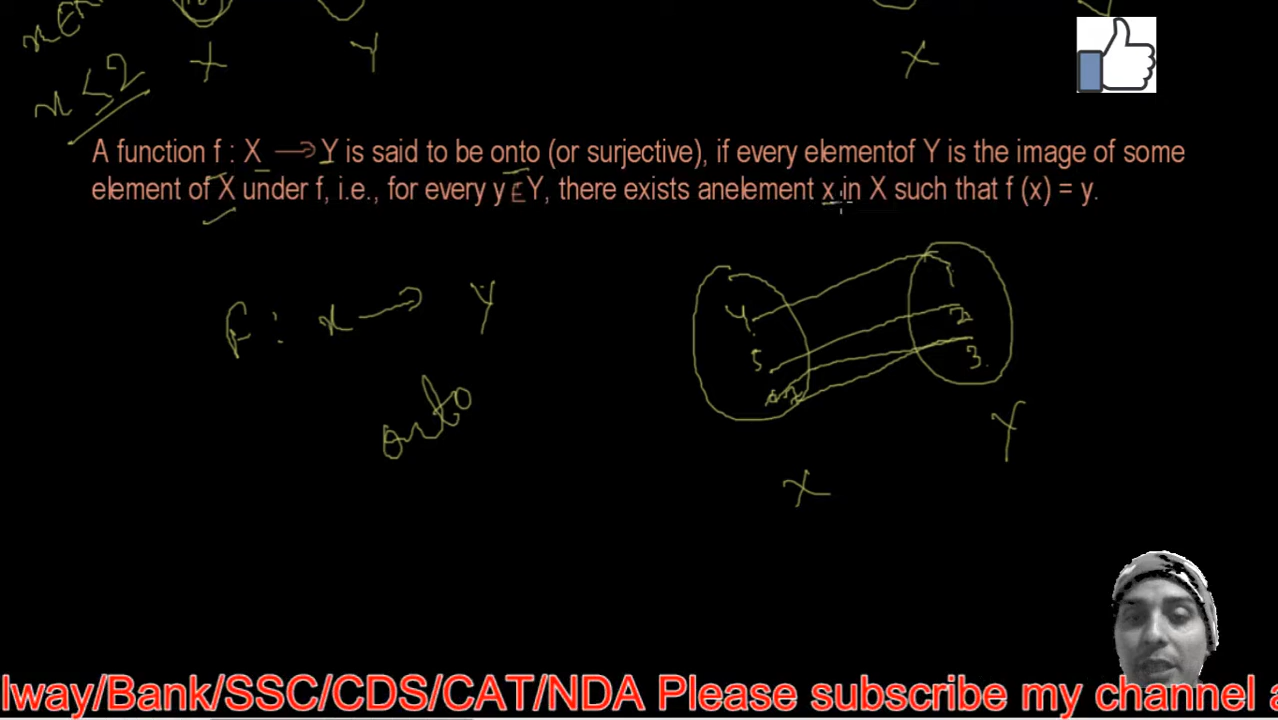 X Y X
A function f : X → Y is said to be onto (or surjective), if every elementof Y is the image of some
element of X under f, i.e., for every y E Y, there exists anelement x in X such that f (x) = y.
F : x → Y
onto
4 1
5 2
3
X Y
lway/Bank/SSC/CDS/CAT/NDA Please subscribe my channel a